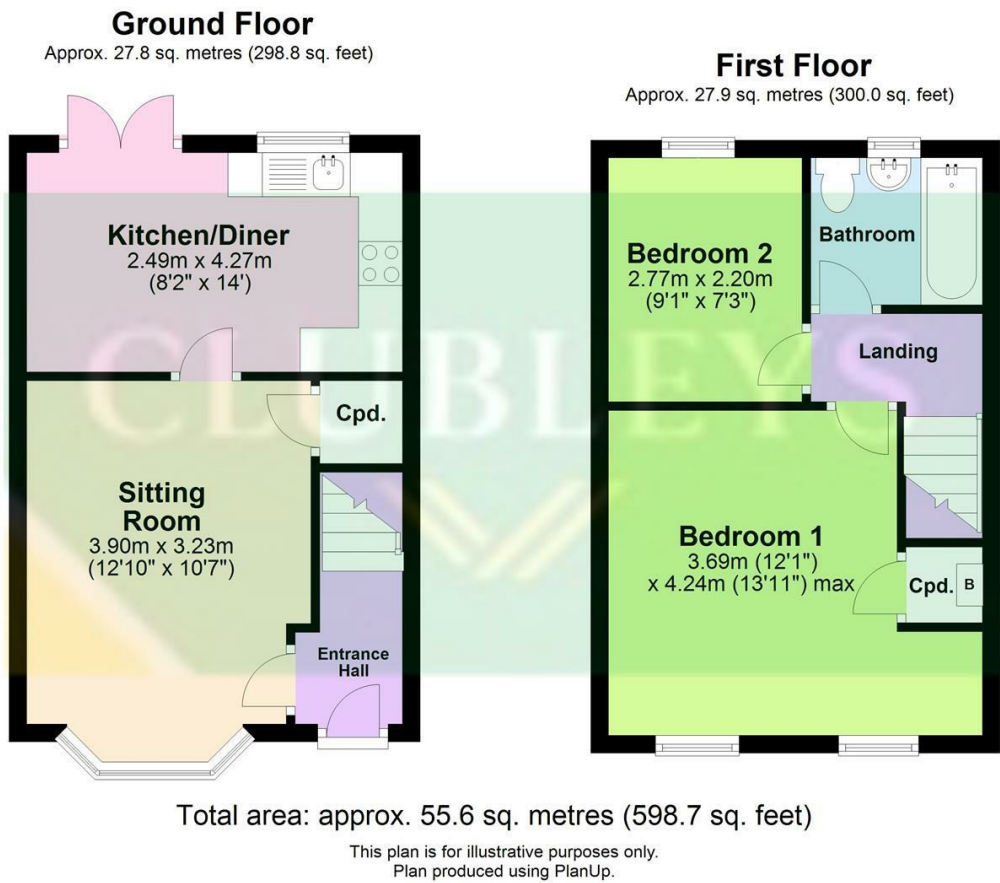 Ground Floor
Approx. 27.8 sq. metres (298.8 sq. feet)
Kitchen/Diner
2.49m x 4.27m
(8'2" x 14')
Cpd.
Sitting
Room
3.90m x 3.23m
(12'10" x 10'7")
Entrance
Hall
First Floor
Approx. 27.9 sq. metres (300.0 sq. feet)
Bedroom 2
2.77m x 2.20m
(9'1" x 7'3")
Bathroom
Landing
Bedroom 1
3.69m (12'1")
x 4.24m (13'11") max
Cpd.
B
CLUBLEYS
Total area: approx. 55.6 sq. metres (598.7 sq. feet)
This plan is for illustrative purposes only.
Plan produced using PlanUp.